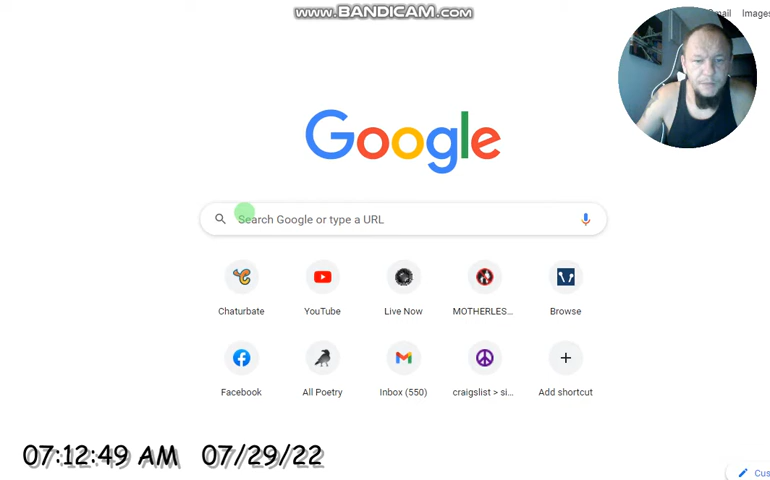 www.BANDICAM.com
Gmail Images
Google
Search Google or type a URL
Chaturbate YouTube Live Now MOTHERLES... Browse
Facebook All Poetry Inbox (550) craigslist > si... Add shortcut
07:12:49 AM 07/29/22
Cus